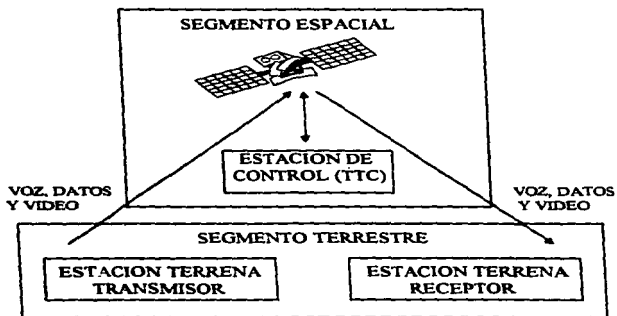 SEGMENTO ESPACIAL
ESTACION DE
CONTROL (TTC)
VOZ, DATOS
Y VIDEO
VOZ, DATOS
Y VIDEO
SEGMENTO TERRESTRE
ESTACION TERRENA
TRANSMISOR
ESTACION TERRENA
RECEPTOR